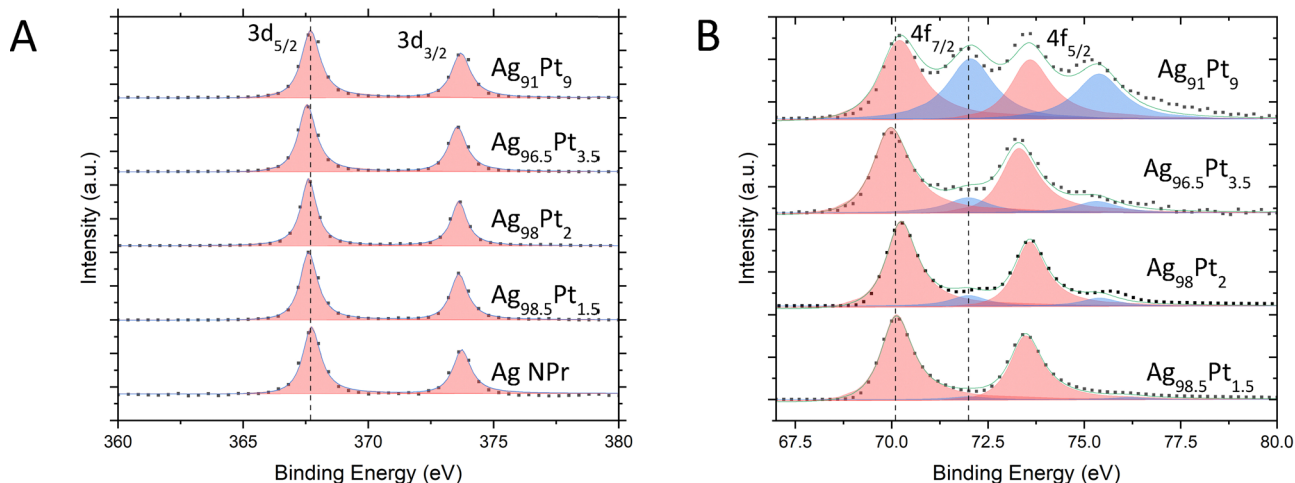 A
3d5/2
3d3/2
Ag91Pt9
Ag96.5Pt3.5
Ag98Pt2
Ag98.5Pt1.5
Ag NPr
Intensity (a.u.)
360 365 370 375 380
Binding Energy (eV)
B
4f7/2
4f5/2
Ag91Pt9
Ag96.5Pt3.5
Ag98Pt2
Ag98.5Pt1.5
Intensity (a.u.)
67.5 70.0 72.5 75.0 77.5 80.0
Binding Energy (eV)